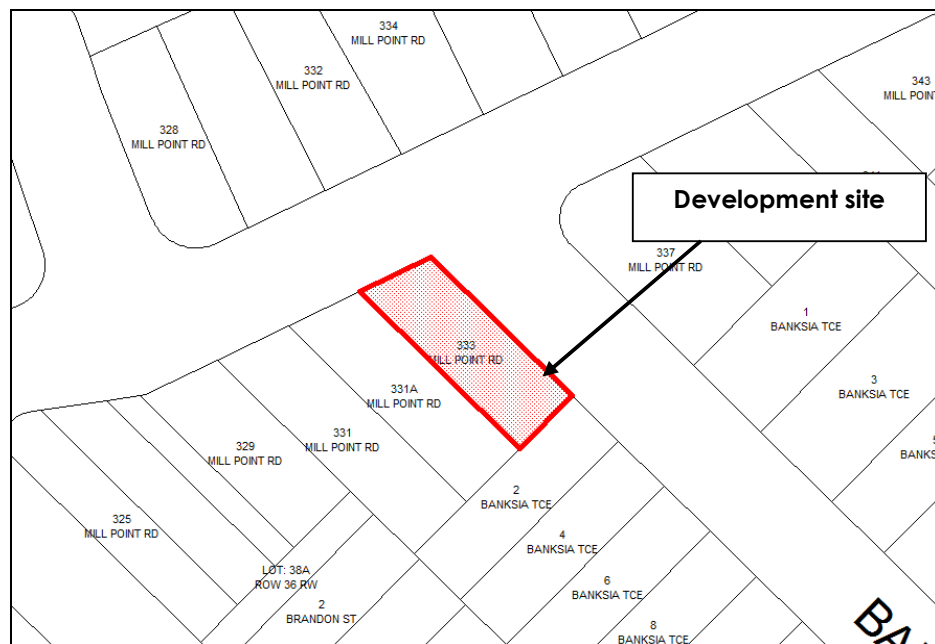 334
MILL POINT RD
332
MILL POINT RD
343
MILL POIN
328
MILL POINT RD
Development site
337
MILL POINT RD
1
BANKSIA TCE
333
MILL POINT RD
3
BANKSIA TCE
331A
MILL POINT RD
331
MILL POINT RD
329
MILL POINT RD
BANKS
2
BANKSIA TCE
325
MILL POINT RD
4
BANKSIA TCE
LOT: 38A
ROW 36 RW
6
BANKSIA TCE
2
BRANDON ST
8
BANKSIA TCE
BA